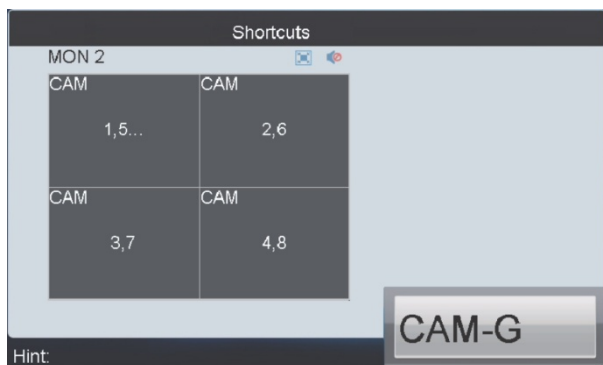 Shortcuts
MON 2
CAM
CAM
1,5...
2,6
CAM
CAM
3,7
4,8
CAM-G
Hint: